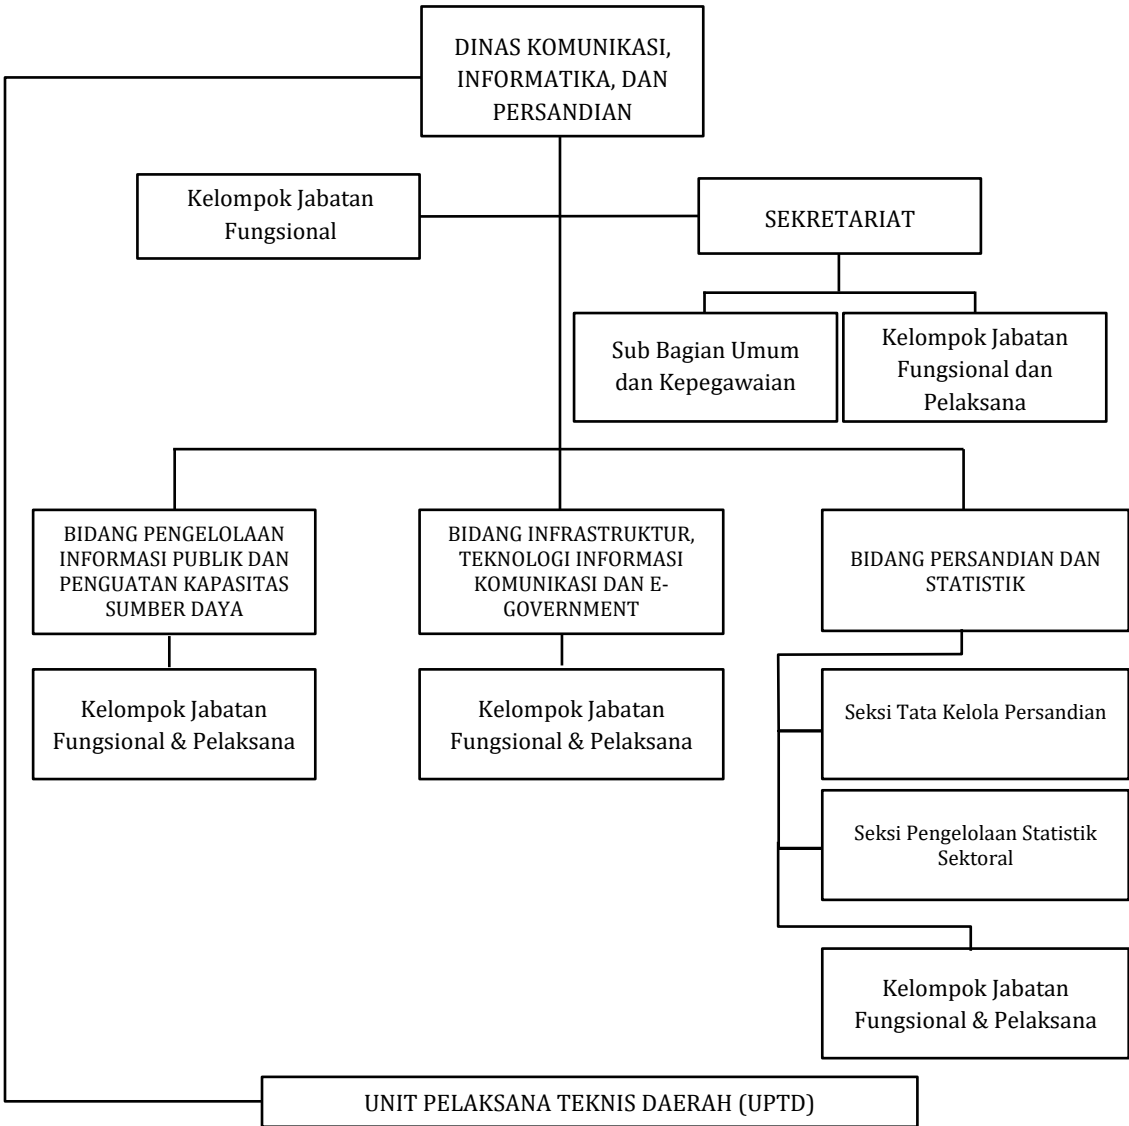 DINAS KOMUNIKASI,
INFORMATIKA, DAN
PERSANDIAN
Kelompok Jabatan
Fungsional
SEKRETARIAT
Sub Bagian Umum
dan Kepegawaian
Kelompok Jabatan
Fungsional dan
Pelaksana
BIDANG PENGELOLAAN
INFORMASI PUBLIK DAN
PENGUATAN KAPASITAS
SUMBER DAYA
BIDANG INFRASTRUKTUR,
TEKNOLOGI INFORMASI
KOMUNIKASI DAN E-
GOVERNMENT
BIDANG PERSANDIAN DAN
STATISTIK
Kelompok Jabatan
Fungsional & Pelaksana
Kelompok Jabatan
Fungsional & Pelaksana
Seksi Tata Kelola Persandian
Seksi Pengelolaan Statistik
Sektoral
Kelompok Jabatan
Fungsional & Pelaksana
UNIT PELAKSANA TEKNIS DAERAH (UPTD)